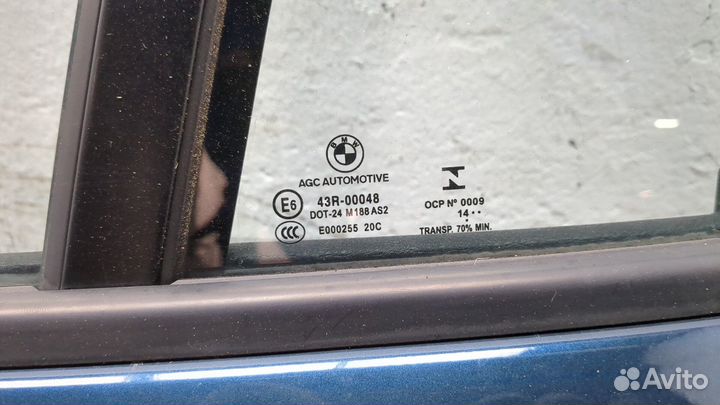 BMW
AGC AUTOMOTIVE
E6 43R-00048
DOT-24 M188 AS2
CCC E000255 20C
OCP Nº 0009
14··
TRANSP. 70% MIN.
Avito